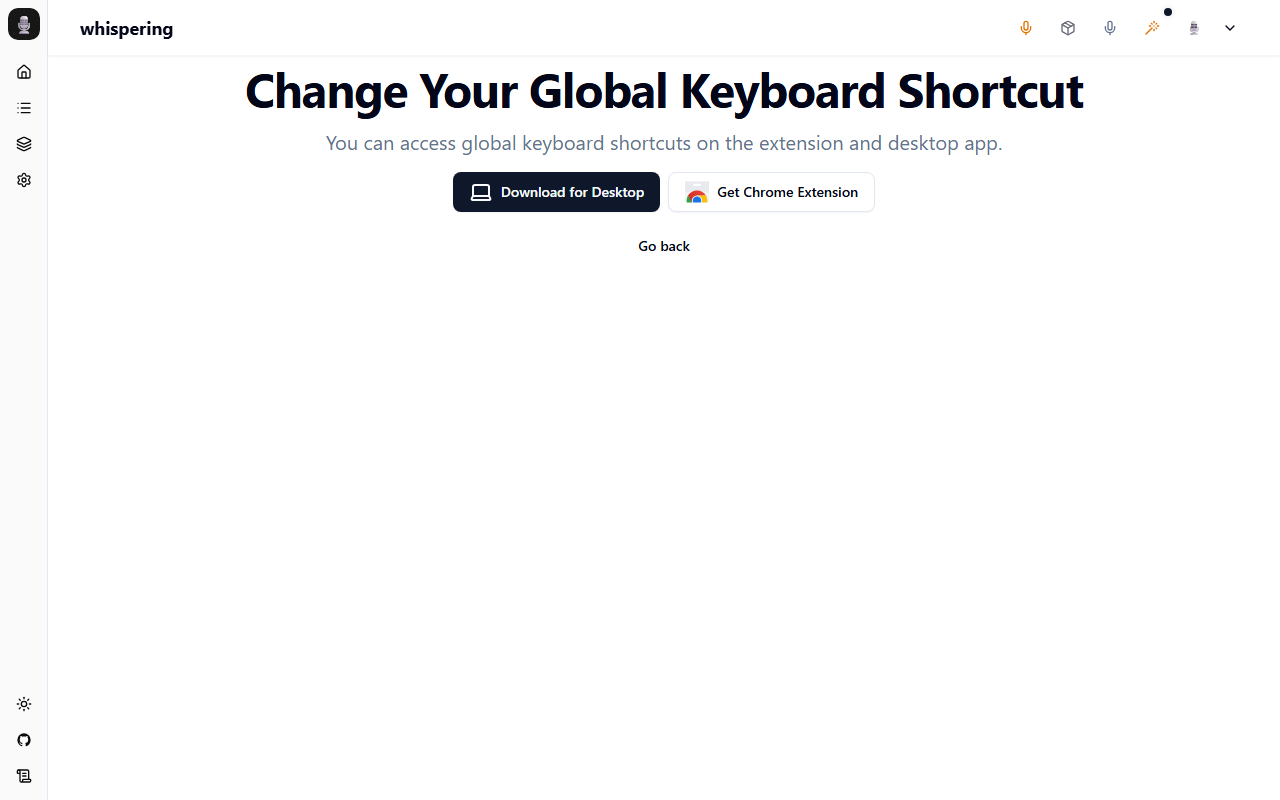 whispering
Change Your Global Keyboard Shortcut
You can access global keyboard shortcuts on the extension and desktop app.
Download for Desktop
Get Chrome Extension
Go back